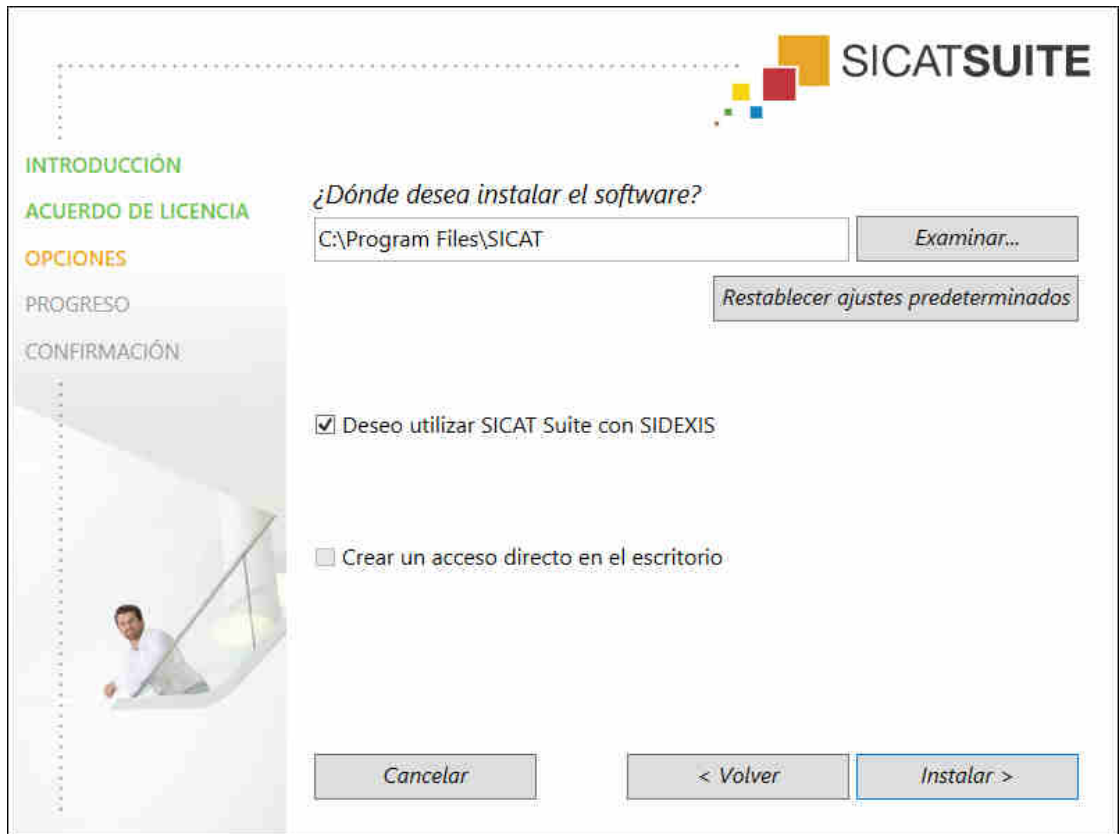 SICATSUITE
INTRODUCCIÓN
ACUERDO DE LICENCIA
OPCIONES
PROGRESO
CONFIRMACIÓN
¿Dónde desea instalar el software?
C:\Program Files\SICAT
Examinar...
Restablecer ajustes predeterminados
Deseo utilizar SICAT Suite con SIDEXIS
Crear un acceso directo en el escritorio
Cancelar
< Volver
Instalar >